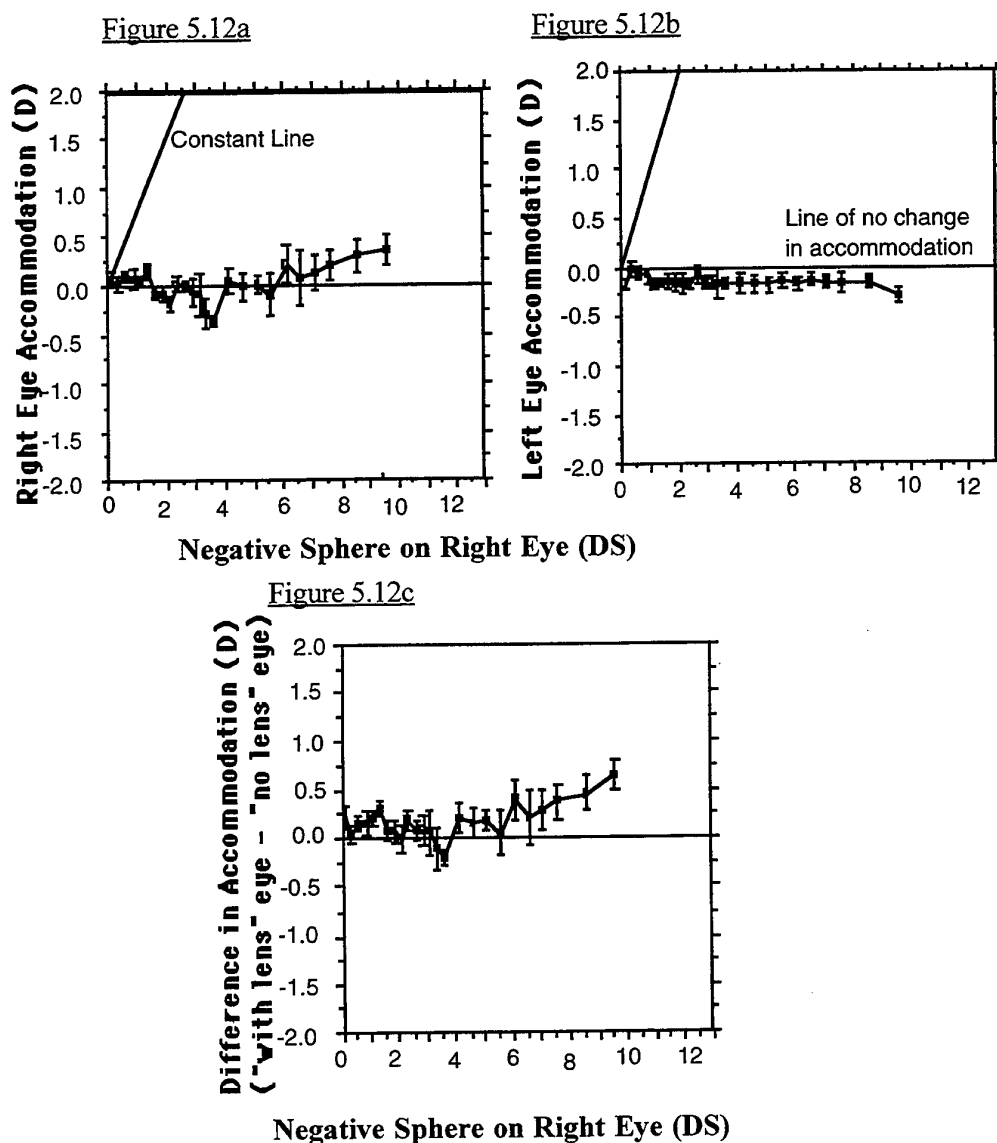 Figure 5.12a
Figure 5.12b
Right Eye Accommodation (D)
2.0
1.5
1.0
0.5
0.0
-0.5
-1.0
-1.5
-2.0
Constant Line
0 2 4 6 8 10 12
Left Eye Accommodation (D)
2.0
1.5
1.0
0.5
0.0
-0.5
-1.0
-1.5
-2.0
Line of no change
in accommodation
0 2 4 6 8 10 12
Negative Sphere on Right Eye (DS)
Figure 5.12c
Difference in Accommodation (D)
("with lens" eye - "no lens" eye)
2.0
1.5
1.0
0.5
0.0
-0.5
-1.0
-1.5
-2.0
0 2 4 6 8 10 12
Negative Sphere on Right Eye (DS)